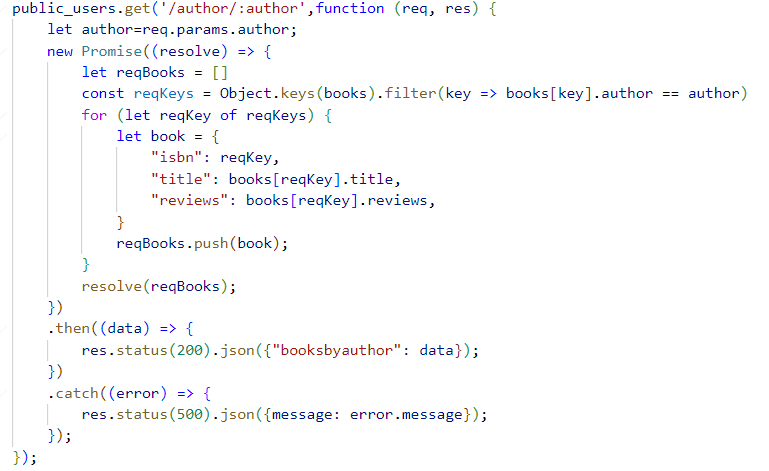 public_users.get('/author/:author',function (req, res) {
    let author=req.params.author;
    new Promise((resolve) => {
        let reqBooks = []
        const reqKeys = Object.keys(books).filter(key => books[key].author == author)
        for (let reqKey of reqKeys) {
            let book = {
                "isbn": reqKey,
                "title": books[reqKey].title,
                "reviews": books[reqKey].reviews,
            }
            reqBooks.push(book);
        }
        resolve(reqBooks);
    })
    .then((data) => {
        res.status(200).json({"booksbyauthor": data});
    })
    .catch((error) => {
        res.status(500).json({message: error.message});
    });
});